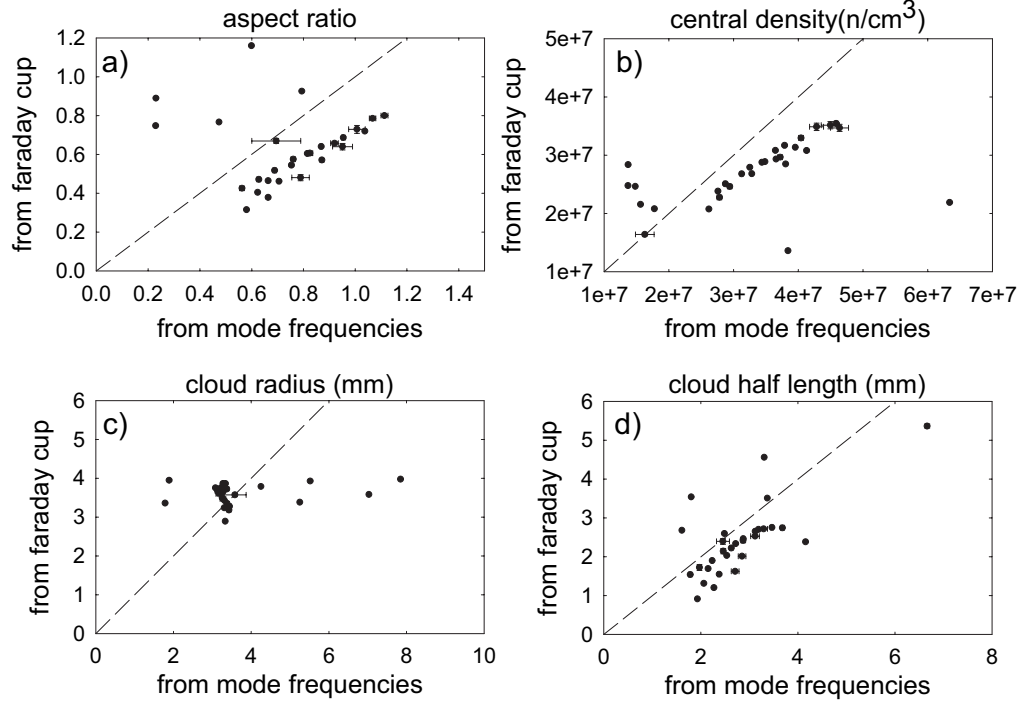 aspect ratio
a)
1.2
1.0
0.8
0.6
0.4
0.2
0.0
from faraday cup
0.0 0.2 0.4 0.6 0.8 1.0 1.2 1.4
from mode frequencies
central density(n/cm3)
b)
5e+7
4e+7
3e+7
2e+7
1e+7
from faraday cup
1e+7 2e+7 3e+7 4e+7 5e+7 6e+7 7e+7
from mode frequencies
cloud radius (mm)
c)
6
5
4
3
2
1
0
from faraday cup
0 2 4 6 8 10
from mode frequencies
cloud half length (mm)
d)
6
5
4
3
2
1
0
from faraday cup
0 2 4 6 8
from mode frequencies